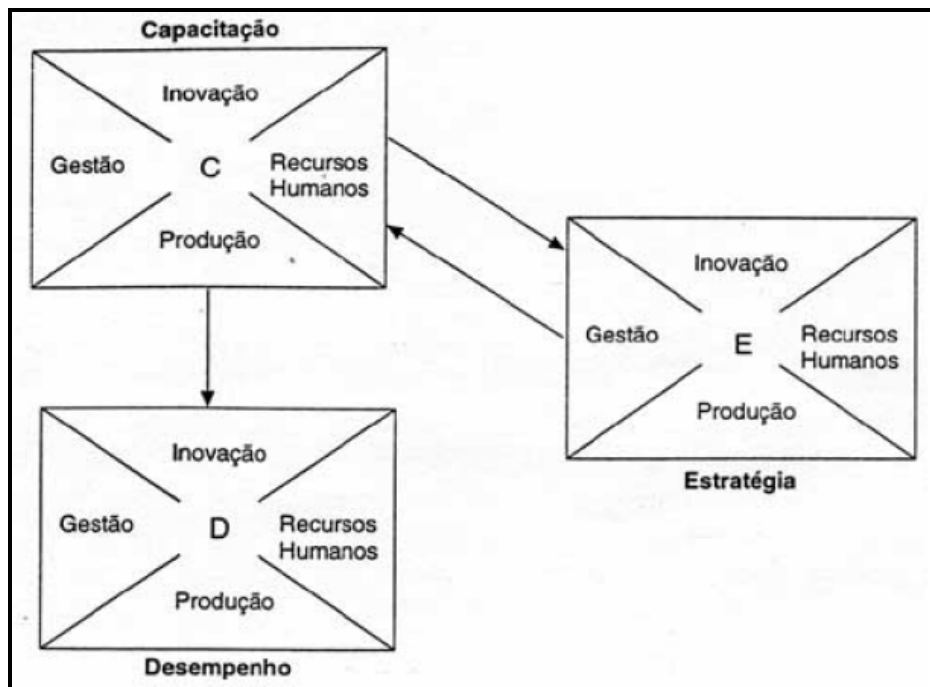 Capacitação
Inovação
Gestão
C
Recursos
Humanos
Produção
Inovação
Gestão
E
Recursos
Humanos
Produção
Estratégia
Inovação
Gestão
D
Recursos
Humanos
Produção
Desempenho